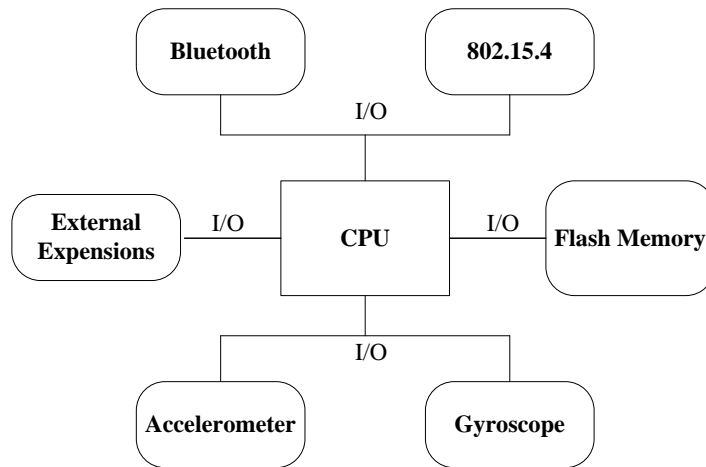 Bluetooth
802.15.4
I/O
External
Expensions
I/O
CPU
I/O
Flash Memory
I/O
Accelerometer
Gyroscope